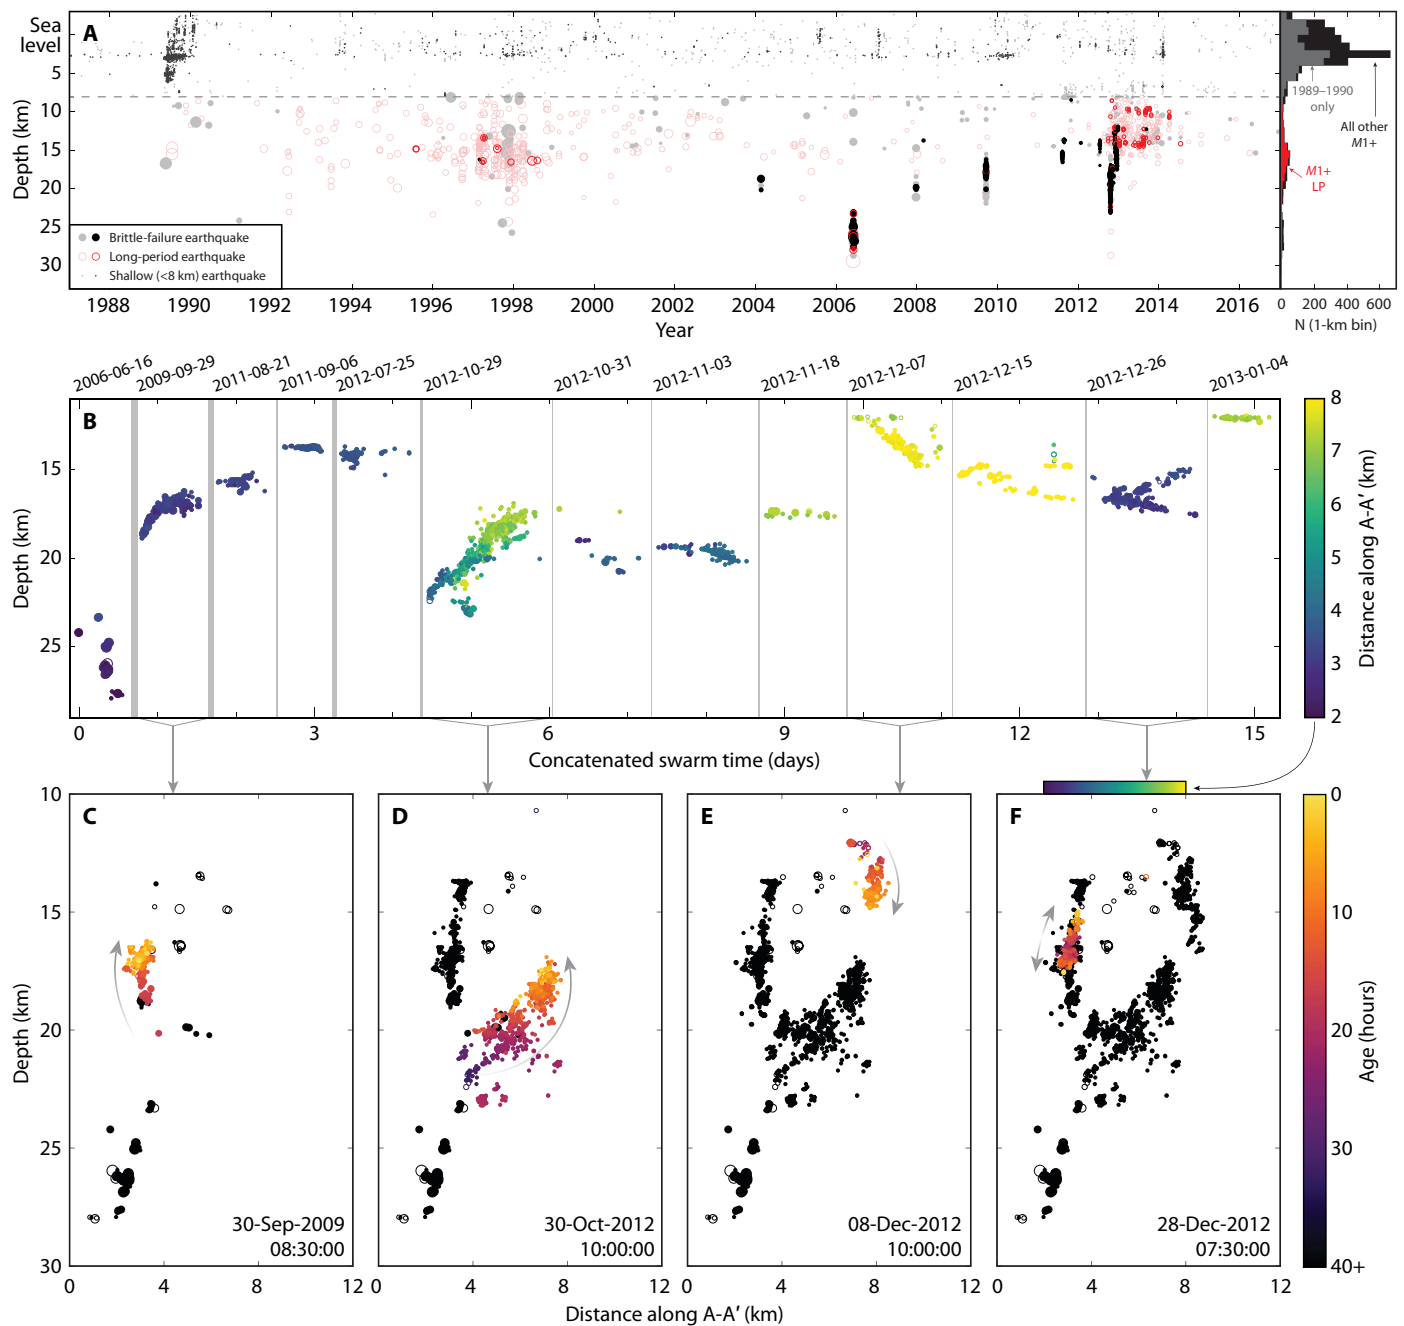 A
Sea
level
5
10
15
20
25
30
Depth (km)
Brittle-failure earthquake
Long-period earthquake
Shallow (<8 km) earthquake
1988
1990
1992
1994
1996
1998
2000
2002
2004
2006
2008
2010
2012
2014
2016
Year
1989–1990
only
All other
M1+
M1+
LP
0
200
400
600
N (1-km bin)
2006-06-16
2009-09-29
2011-08-21
2011-09-06
2012-07-25
2012-10-29
2012-10-31
2012-11-03
2012-11-18
2012-12-07
2012-12-15
2012-12-26
2013-01-04
B
15
20
25
Depth (km)
0
3
6
9
12
15
Concatenated swarm time (days)
8
7
6
5
4
3
2
Distance along A-A′ (km)
C
D
E
F
10
15
20
25
30
Depth (km)
30-Sep-2009
08:30:00
30-Oct-2012
10:00:00
08-Dec-2012
10:00:00
28-Dec-2012
07:30:00
0
4
8
12
0
4
8
12
0
4
8
12
0
4
8
12
Distance along A-A′ (km)
0
10
20
30
40+
Age (hours)